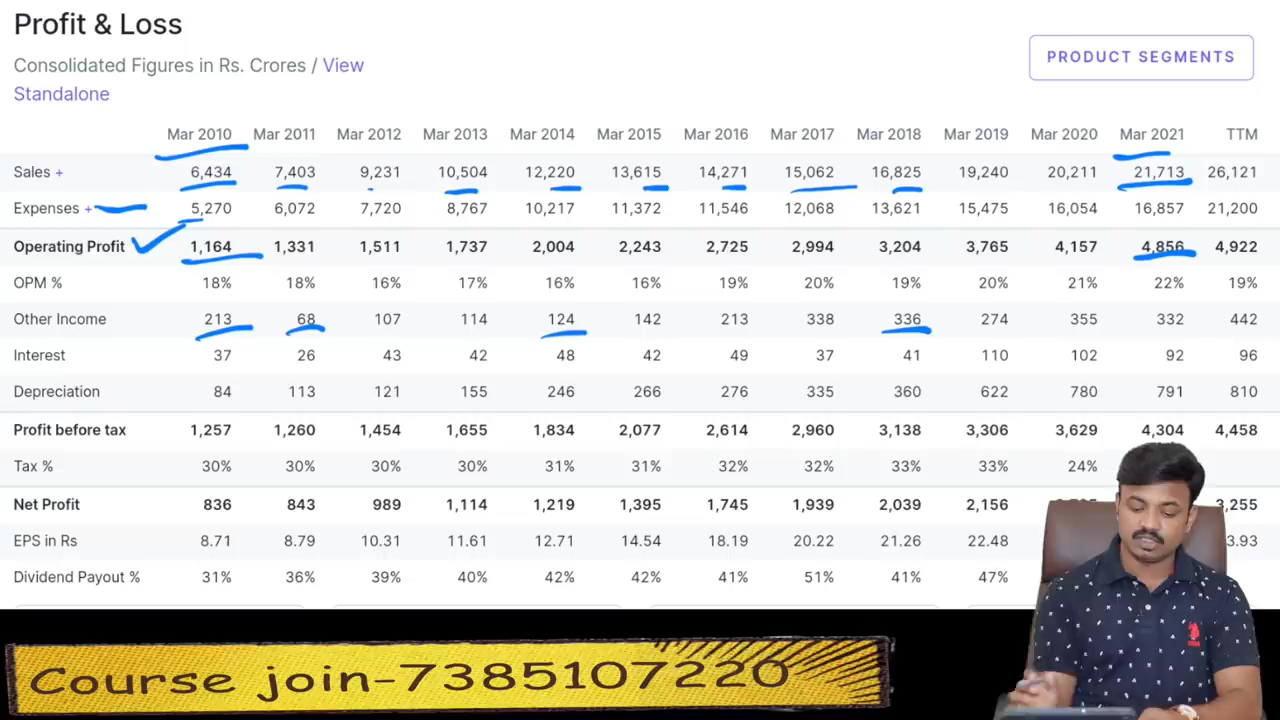 Profit & Loss
Consolidated Figures in Rs. Crores / View
Standalone
PRODUCT SEGMENTS
Mar 2010 Mar 2011 Mar 2012 Mar 2013 Mar 2014 Mar 2015 Mar 2016 Mar 2017 Mar 2018 Mar 2019 Mar 2020 Mar 2021 TTM
Sales + 6,434 7,403 9,231 10,504 12,220 13,615 14,271 15,062 16,825 19,240 20,211 21,713 26,121
Expenses + 5,270 6,072 7,720 8,767 10,217 11,372 11,546 12,068 13,621 15,475 16,054 16,857 21,200
Operating Profit 1,164 1,331 1,511 1,737 2,004 2,243 2,725 2,994 3,204 3,765 4,157 4,856 4,922
OPM % 18% 18% 16% 17% 16% 16% 19% 20% 19% 20% 21% 22% 19%
Other Income 213 68 107 114 124 142 213 338 336 274 355 332 442
Interest 37 26 43 42 48 42 49 37 41 110 102 92 96
Depreciation 84 113 121 155 246 266 276 335 360 622 780 791 810
Profit before tax 1,257 1,260 1,454 1,655 1,834 2,077 2,614 2,960 3,138 3,306 3,629 4,304 4,458
Tax % 30% 30% 30% 30% 31% 31% 32% 32% 33% 33% 24%
Net Profit 836 843 989 1,114 1,219 1,395 1,745 1,939 2,039 2,156 3,255
EPS in Rs 8.71 8.79 10.31 11.61 12.71 14.54 18.19 20.22 21.26 22.48 3.93
Dividend Payout % 31% 36% 39% 40% 42% 42% 41% 51% 41% 47%
Course join-7385107220